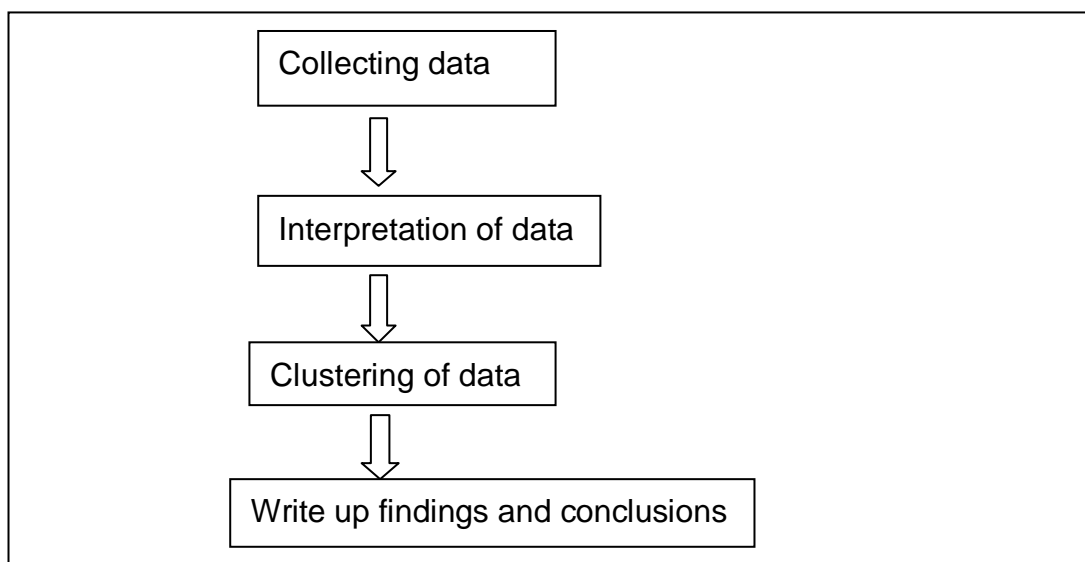 Collecting data
Interpretation of data
Clustering of data
Write up findings and conclusions